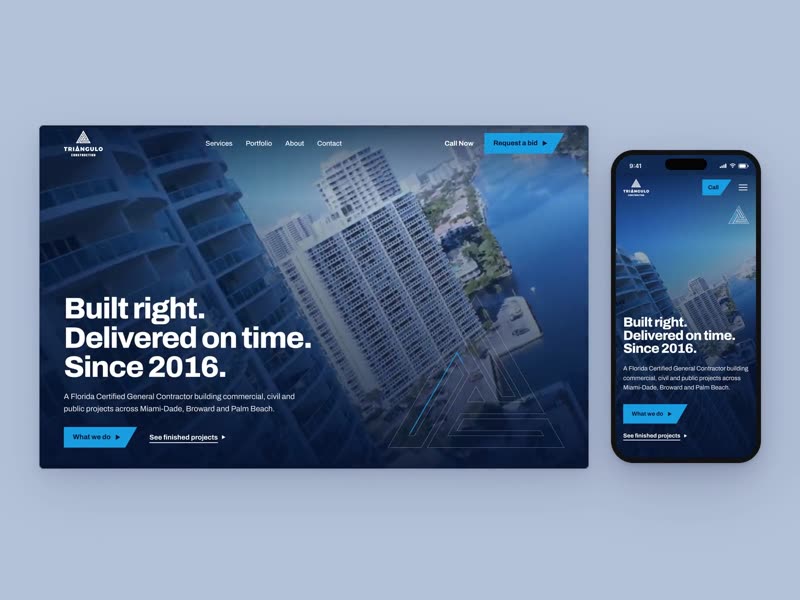 TRIÁNGULO
CONSTRUCTION
Services
Portfolio
About
Contact
Call Now
Request a bid
Built right.
Delivered on time.
Since 2016.
A Florida Certified General Contractor building commercial, civil and
public projects across Miami-Dade, Broward and Palm Beach.
What we do
See finished projects
9:41
TRIÁNGULO
CONSTRUCTION
Call
Built right.
Delivered on time.
Since 2016.
A Florida Certified General Contractor building
commercial, civil and public projects across
Miami-Dade, Broward and Palm Beach.
What we do
See finished projects